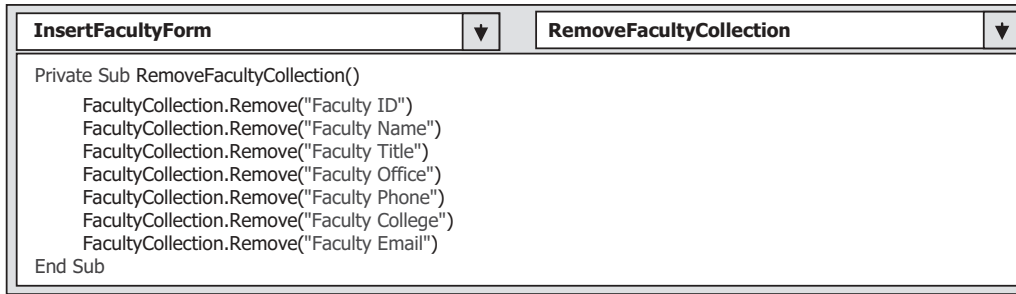 InsertFacultyForm RemoveFacultyCollection
Private Sub RemoveFacultyCollection()
FacultyCollection.Remove("Faculty ID")
FacultyCollection.Remove("Faculty Name")
FacultyCollection.Remove("Faculty Title")
FacultyCollection.Remove("Faculty Office")
FacultyCollection.Remove("Faculty Phone")
FacultyCollection.Remove("Faculty College")
FacultyCollection.Remove("Faculty Email")
End Sub